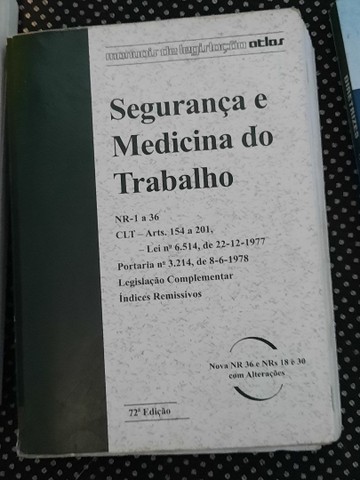 manuais de legislação atlas
Segurança e
Medicina do
Trabalho
NR-1 a 36
CLT – Arts. 154 a 201,
– Lei nº 6.514, de 22-12-1977
Portaria nº 3.214, de 8-6-1978
Legislação Complementar
Índices Remissivos
Nova NR 36 e NRs 18 e 30
com Alterações
72ª Edição